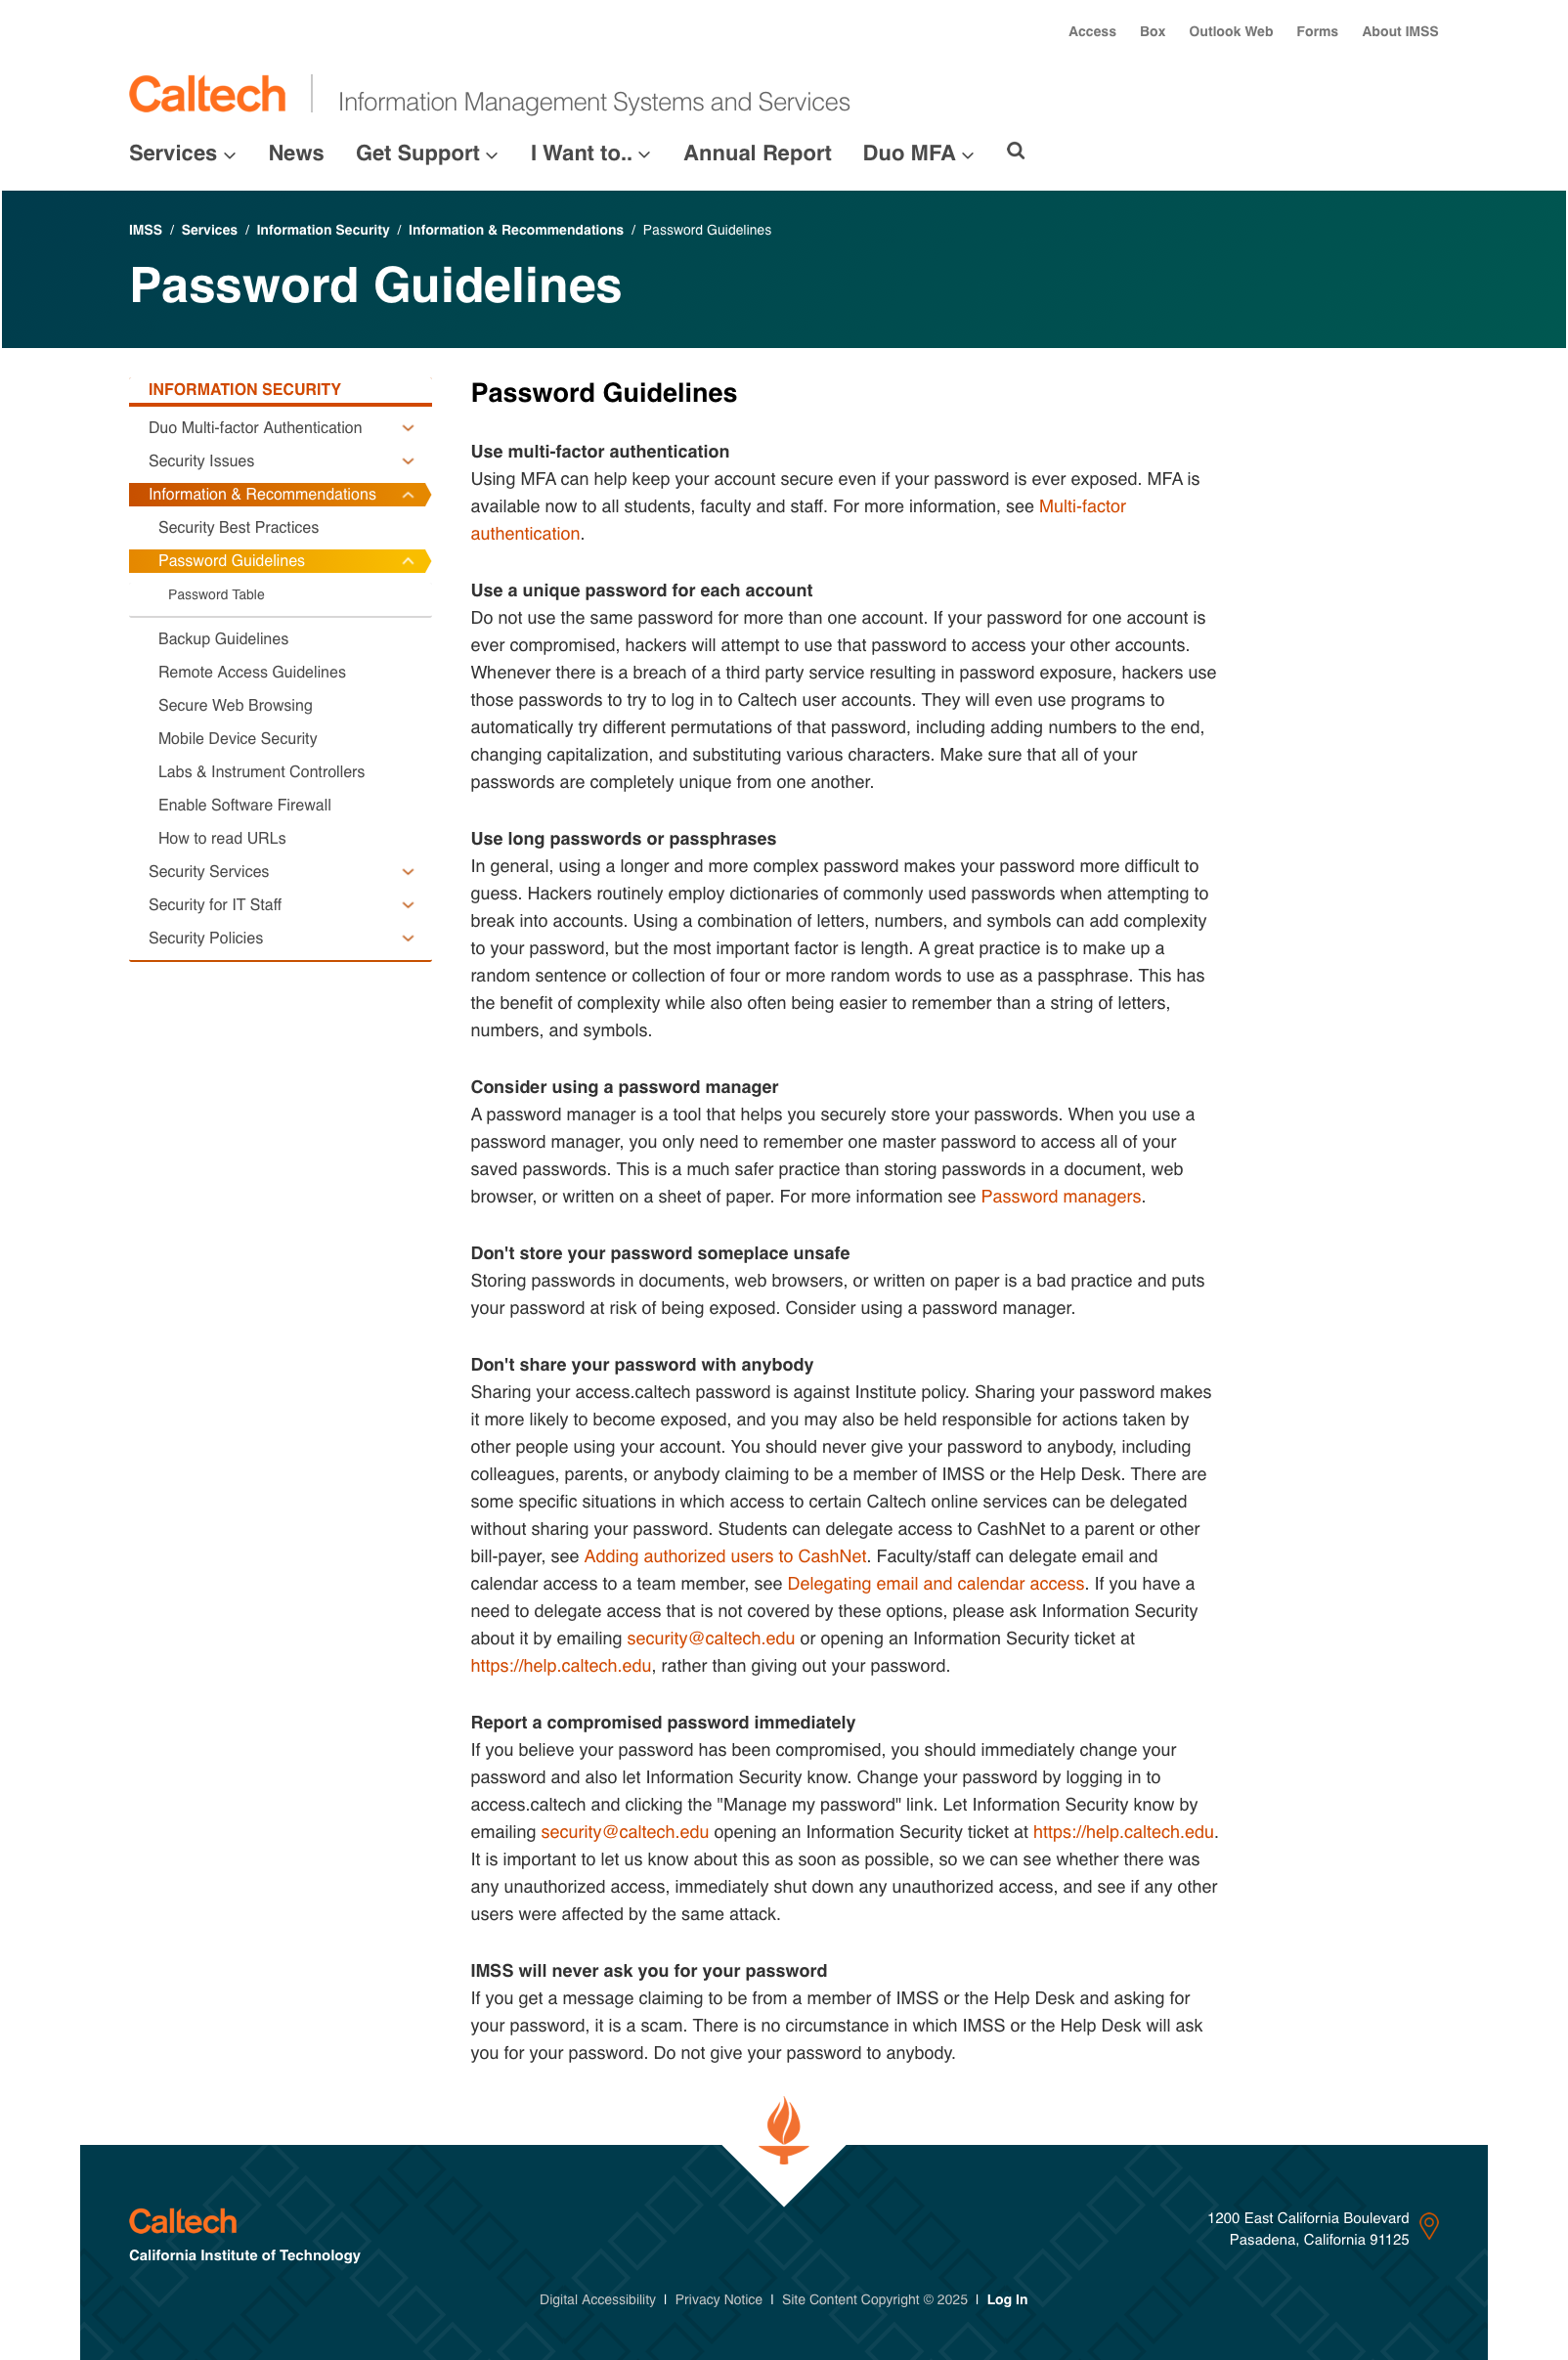 Access Box Outlook Web Forms About IMSS
Caltech Information Management Systems and Services
Services News Get Support I Want to.. Annual Report Duo MFA
IMSS / Services / Information Security / Information & Recommendations / Password Guidelines
Password Guidelines
INFORMATION SECURITY
Duo Multi-factor Authentication
Security Issues
Information & Recommendations
Security Best Practices
Password Guidelines
Password Table
Backup Guidelines
Remote Access Guidelines
Secure Web Browsing
Mobile Device Security
Labs & Instrument Controllers
Enable Software Firewall
How to read URLs
Security Services
Security for IT Staff
Security Policies
Password Guidelines
Use multi-factor authentication
Using MFA can help keep your account secure even if your password is ever exposed. MFA is
available now to all students, faculty and staff. For more information, see Multi-factor
authentication.
Use a unique password for each account
Do not use the same password for more than one account. If your password for one account is
ever compromised, hackers will attempt to use that password to access your other accounts.
Whenever there is a breach of a third party service resulting in password exposure, hackers use
those passwords to try to log in to Caltech user accounts. They will even use programs to
automatically try different permutations of that password, including adding numbers to the end,
changing capitalization, and substituting various characters. Make sure that all of your
passwords are completely unique from one another.
Use long passwords or passphrases
In general, using a longer and more complex password makes your password more difficult to
guess. Hackers routinely employ dictionaries of commonly used passwords when attempting to
break into accounts. Using a combination of letters, numbers, and symbols can add complexity
to your password, but the most important factor is length. A great practice is to make up a
random sentence or collection of four or more random words to use as a passphrase. This has
the benefit of complexity while also often being easier to remember than a string of letters,
numbers, and symbols.
Consider using a password manager
A password manager is a tool that helps you securely store your passwords. When you use a
password manager, you only need to remember one master password to access all of your
saved passwords. This is a much safer practice than storing passwords in a document, web
browser, or written on a sheet of paper. For more information see Password managers.
Don't store your password someplace unsafe
Storing passwords in documents, web browsers, or written on paper is a bad practice and puts
your password at risk of being exposed. Consider using a password manager.
Don't share your password with anybody
Sharing your access.caltech password is against Institute policy. Sharing your password makes
it more likely to become exposed, and you may also be held responsible for actions taken by
other people using your account. You should never give your password to anybody, including
colleagues, parents, or anybody claiming to be a member of IMSS or the Help Desk. There are
some specific situations in which access to certain Caltech online services can be delegated
without sharing your password. Students can delegate access to CashNet to a parent or other
bill-payer, see Adding authorized users to CashNet. Faculty/staff can delegate email and
calendar access to a team member, see Delegating email and calendar access. If you have a
need to delegate access that is not covered by these options, please ask Information Security
about it by emailing security@caltech.edu or opening an Information Security ticket at
https://help.caltech.edu, rather than giving out your password.
Report a compromised password immediately
If you believe your password has been compromised, you should immediately change your
password and also let Information Security know. Change your password by logging in to
access.caltech and clicking the "Manage my password" link. Let Information Security know by
emailing security@caltech.edu opening an Information Security ticket at https://help.caltech.edu.
It is important to let us know about this as soon as possible, so we can see whether there was
any unauthorized access, immediately shut down any unauthorized access, and see if any other
users were affected by the same attack.
IMSS will never ask you for your password
If you get a message claiming to be from a member of IMSS or the Help Desk and asking for
your password, it is a scam. There is no circumstance in which IMSS or the Help Desk will ask
you for your password. Do not give your password to anybody.
Caltech
California Institute of Technology
1200 East California Boulevard
Pasadena, California 91125
Digital Accessibility | Privacy Notice | Site Content Copyright © 2025 | Log In